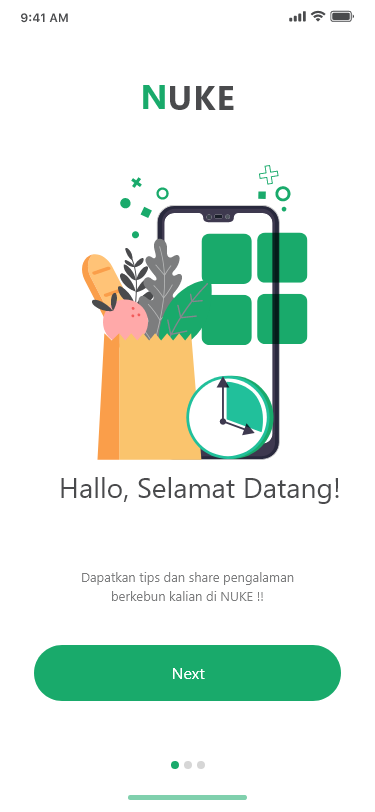 9:41 AM
NUKE
Hallo, Selamat Datang!
Dapatkan tips dan share pengalaman
berkebun kalian di NUKE !!
Next